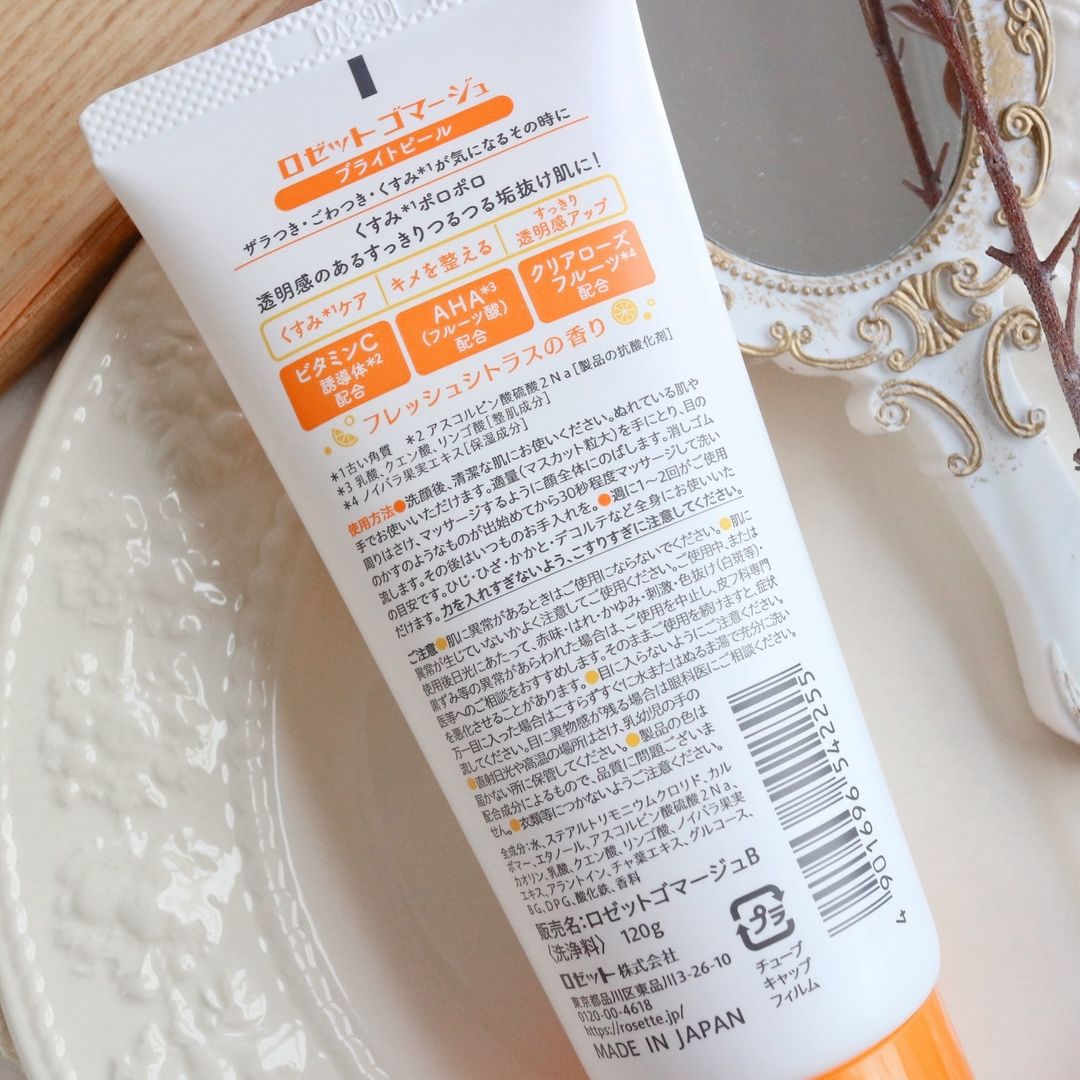 DA29D
ロゼット ゴマージュ
ブライトピール
ザラつき・ごわつき・くすみ*1が気になるその時に
くすみ*1ポロポロ
透明感のあるすっきりつるつる垢抜け肌に!
くすみ*1ケア
キメを整える
すっきり
透明感アップ
ビタミンC
誘導体*2
配合
AHA*3
(フルーツ酸)
配合
クリアローズ
フルーツ*4
配合
フレッシュシトラスの香り
*1古い角質 *2 アスコルビン酸硫酸2Na[製品の抗酸化剤]
*3 乳酸、クエン酸、リンゴ酸[整肌成分]
*4 ノイバラ果実エキス[保湿成分]
使用方法●洗顔後、清潔な肌にお使いください。ぬれている肌や
手でお使いいただけます。適量(マスカット粒大)を手にとり、目の
周りはさけ、マッサージするように顔全体にのばします。消しゴム
のかすのようなものが出始めてから30秒程度マッサージして洗い
流します。その後はいつものお手入れを。●週に1~2回がご使用
の目安です。ひじ・ひざ・かかと・デコルテなど全身にお使いいた
だけます。力を入れすぎないよう、こすりすぎに注意してください。
ご注意●肌に異常があるときはご使用にならないでください。●肌に
異常が生じていないかよく注意してご使用ください。ご使用中、または
使用後日光にあたって、赤味・はれ・かゆみ・刺激・色抜け(白斑等)・
黒ずみ等の異常があらわれた場合は、ご使用を中止し、皮フ科専門
医等へのご相談をおすすめします。そのままご使用を続けますと、症状
を悪化させることがあります。●目に入らないようにご注意ください。
万一目に入った場合はこすらずすぐに水またはぬるま湯で充分に洗い
流してください。目に異物感が残る場合は眼科医にご相談ください。
●直射日光や高温の場所はさけ、乳幼児の手の
届かない所に保管してください。●製品の色は
配合成分によるもので、品質に問題ございま
せん。●衣類等につかないようご注意ください。
全成分:水、ステアルトリモニウムクロリド、カル
ボマー、エタノール、アスコルビン酸硫酸2Na、
カオリン、乳酸、クエン酸、リンゴ酸、ノイバラ果実
エキス、アラントイン、チャ葉エキス、グルコース、
BG、DPG、酸化鉄、香料
販売名:ロゼットゴマージュB
〈洗浄料〉 120g
ロゼット株式会社
東京都品川区東品川3-26-10
0120-00-4618
https://rosette.jp/
MADE IN JAPAN
プラ
チューブ
キャップ
フィルム
4 901696 542255